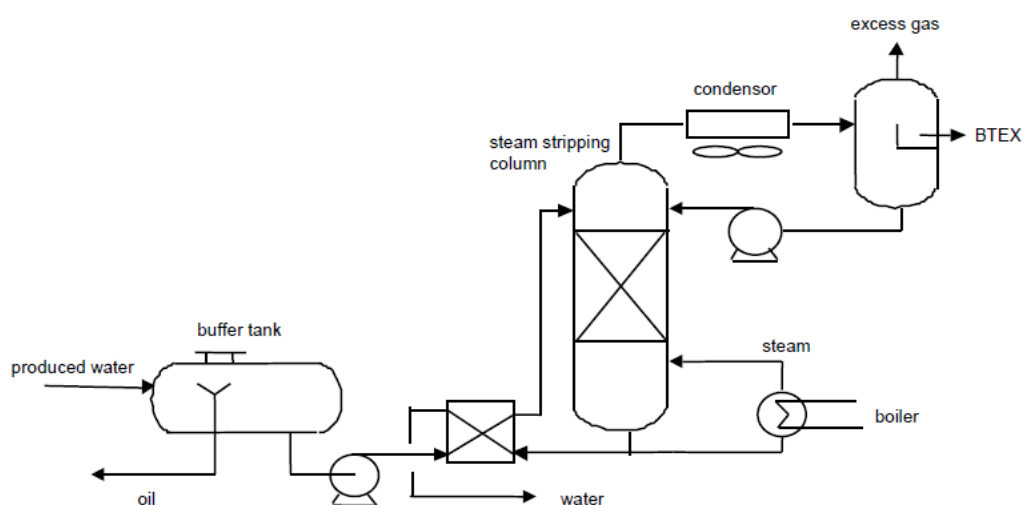 excess gas
condensor
BTEX
steam stripping
column
buffer tank
produced water
steam
boiler
oil
water